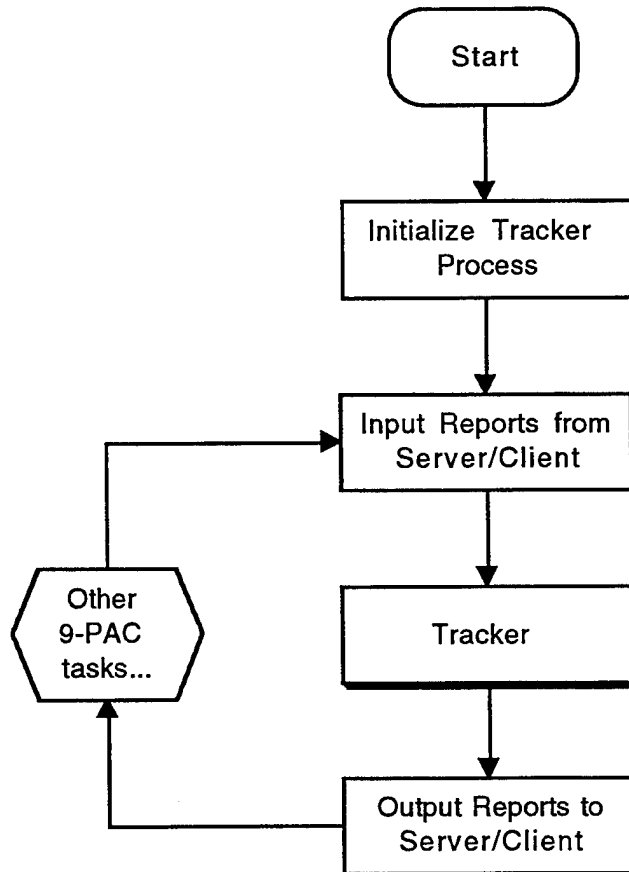 Start
Initialize Tracker
Process
Input Reports from
Server/Client
Other
9-PAC
tasks...
Tracker
Output Reports to
Server/Client